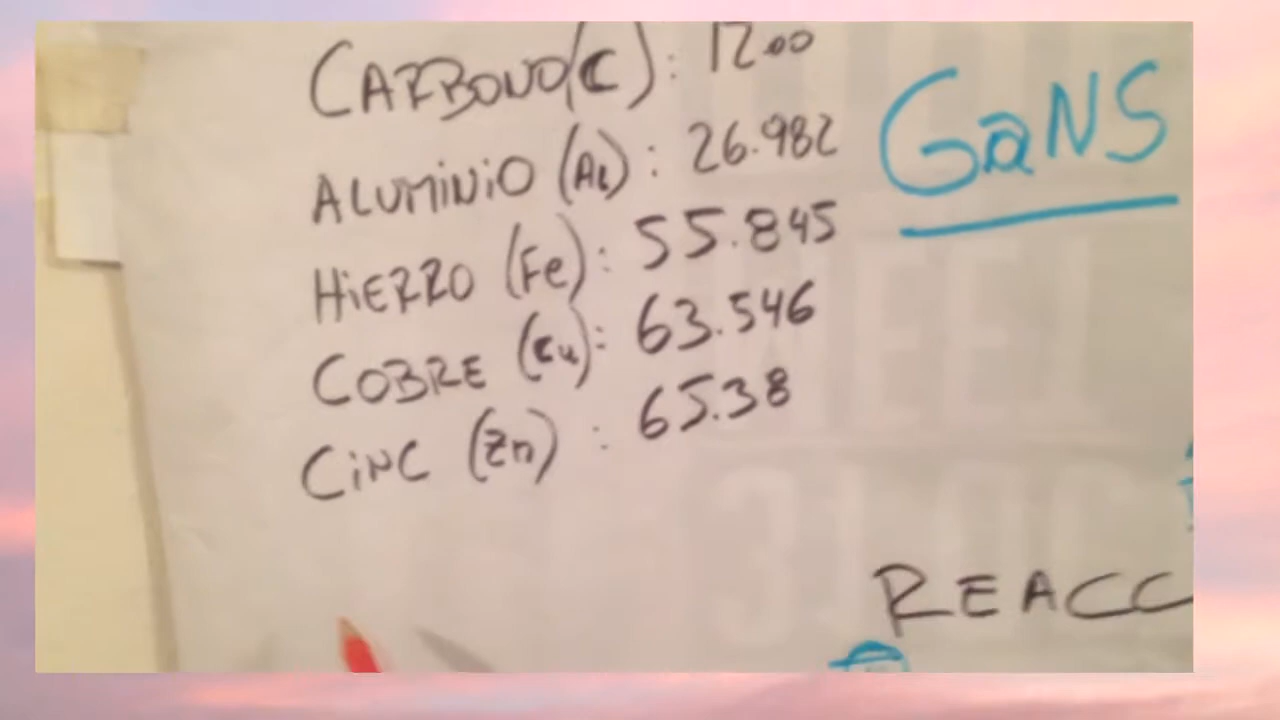 CARBONO (C): 12.00
ALUMINIO (AL): 26.982
HIERRO (Fe): 55.845
COBRE (Cu): 63.546
CINC (Zn): 65.38
GaNS
REACC